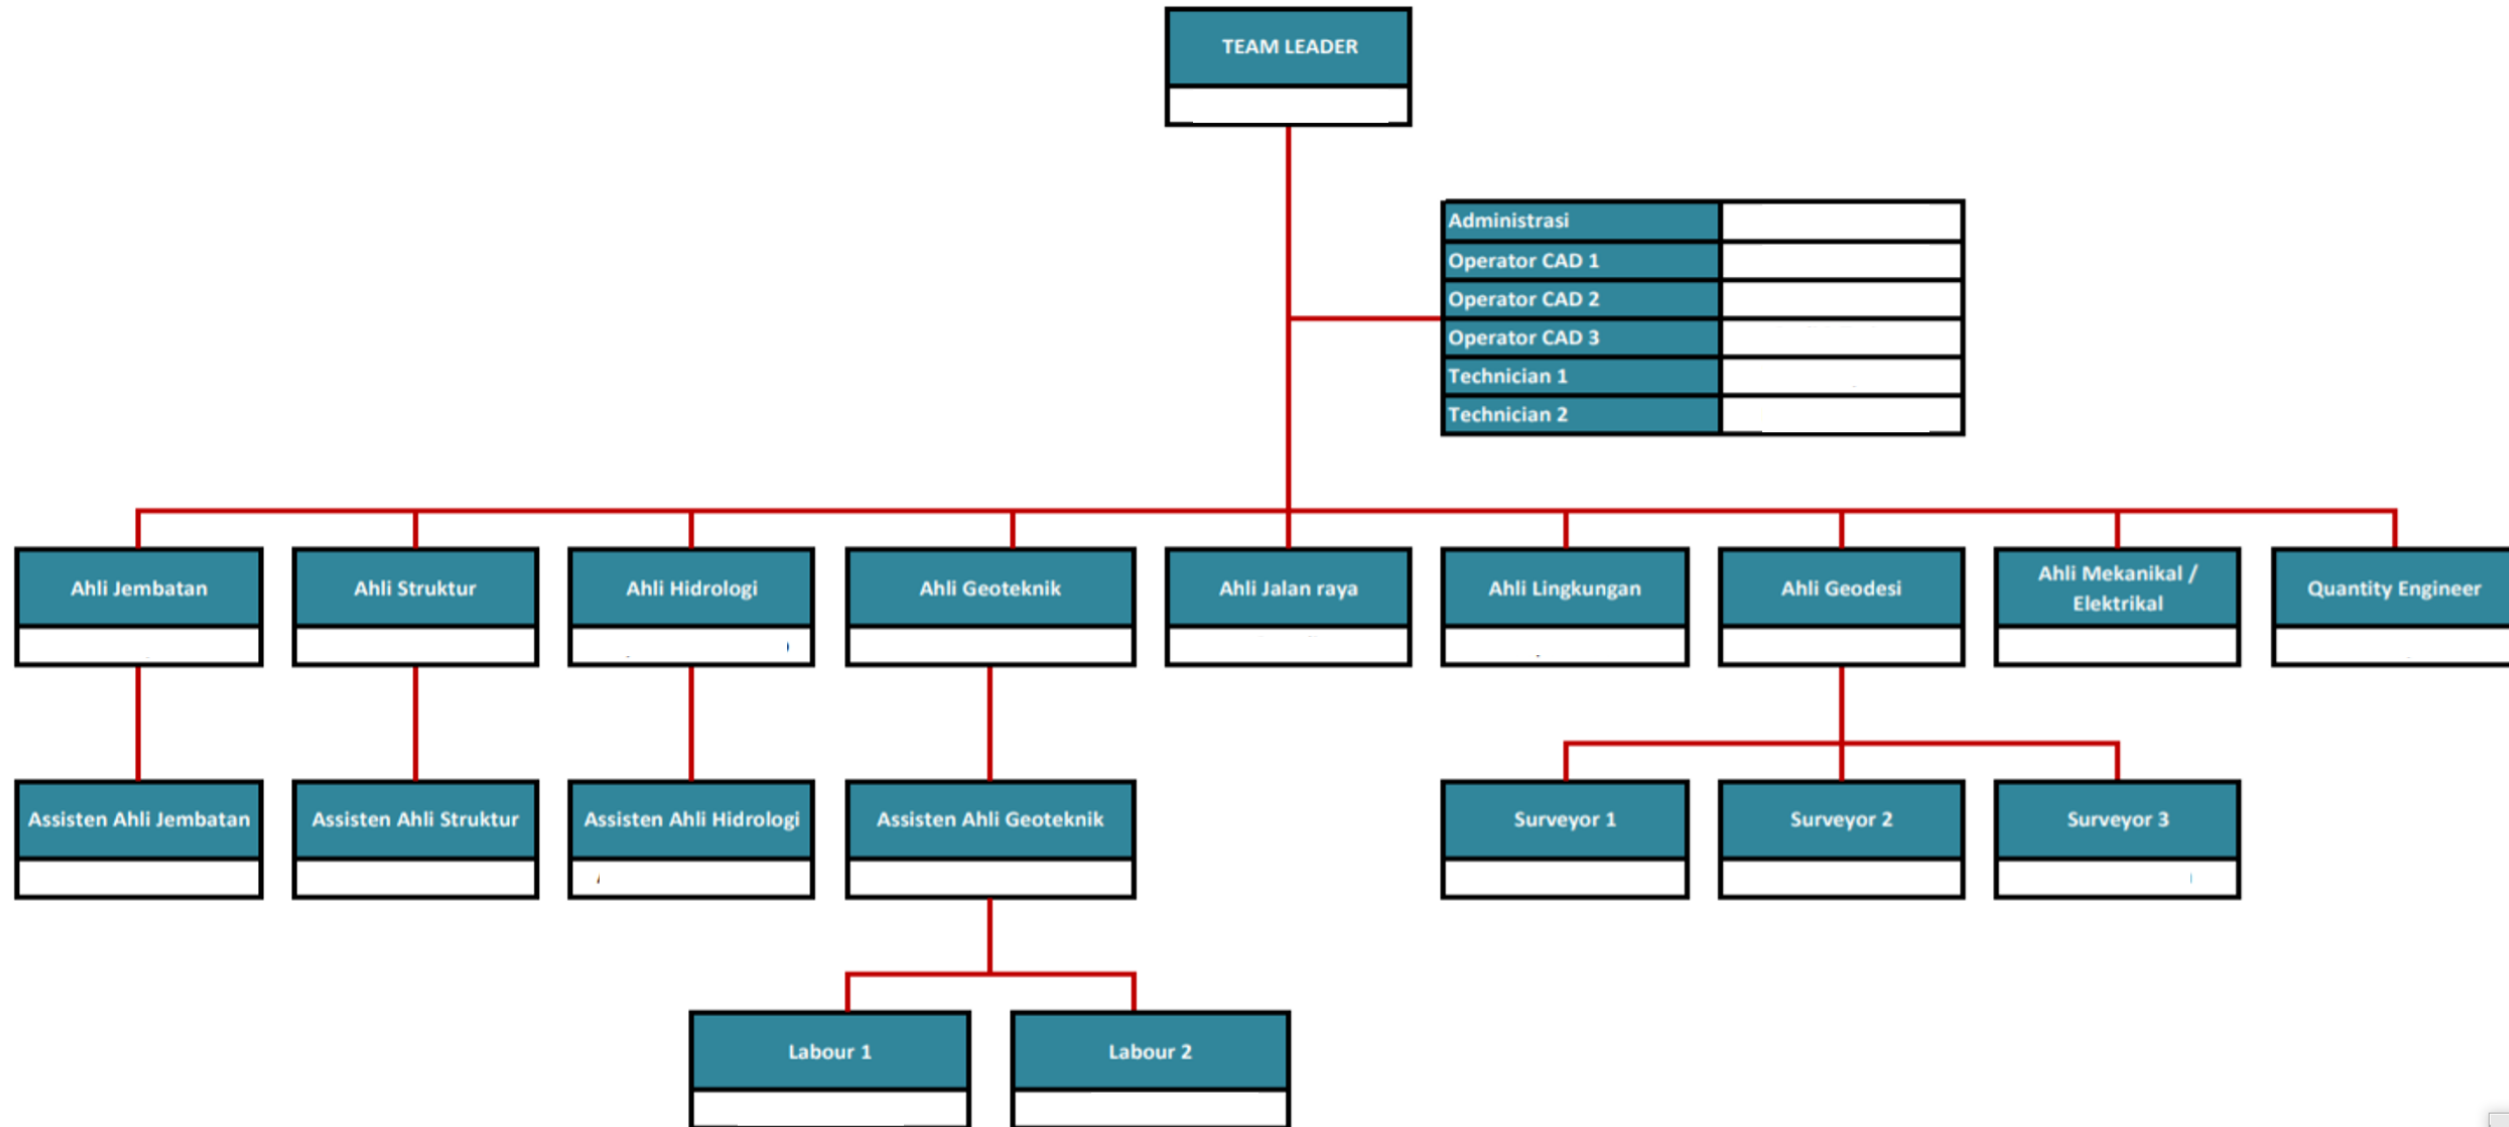 TEAM LEADER
Administrasi
Operator CAD 1
Operator CAD 2
Operator CAD 3
Technician 1
Technician 2
Ahli Jembatan
Ahli Struktur
Ahli Hidrologi
Ahli Geoteknik
Ahli Jalan raya
Ahli Lingkungan
Ahli Geodesi
Ahli Mekanikal /
Elektrikal
Quantity Engineer
Assisten Ahli Jembatan
Assisten Ahli Struktur
Assisten Ahli Hidrologi
Assisten Ahli Geoteknik
Surveyor 1
Surveyor 2
Surveyor 3
Labour 1
Labour 2